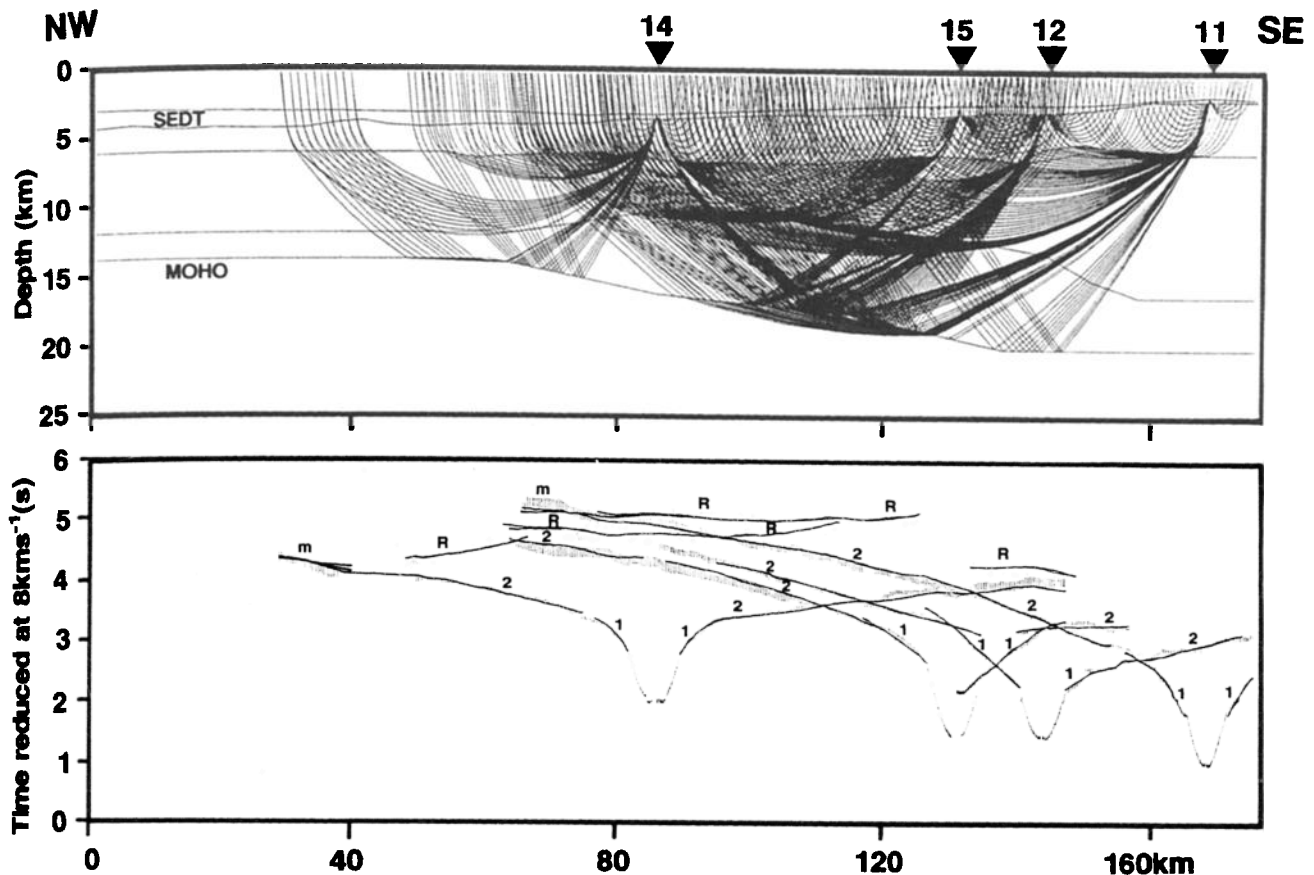 NW 14 15 12 11 SE
0
SEDT
5
Depth (km)
10
MOHO
15
20
25
6
m
R R
5
R R
2 2 R
m R
Time reduced at 8kms⁻¹(s)
4
2 2
2
2 2 2
1 1 1 2
3
1 1 1
2
1 1
1
0
0 40 80 120 160km